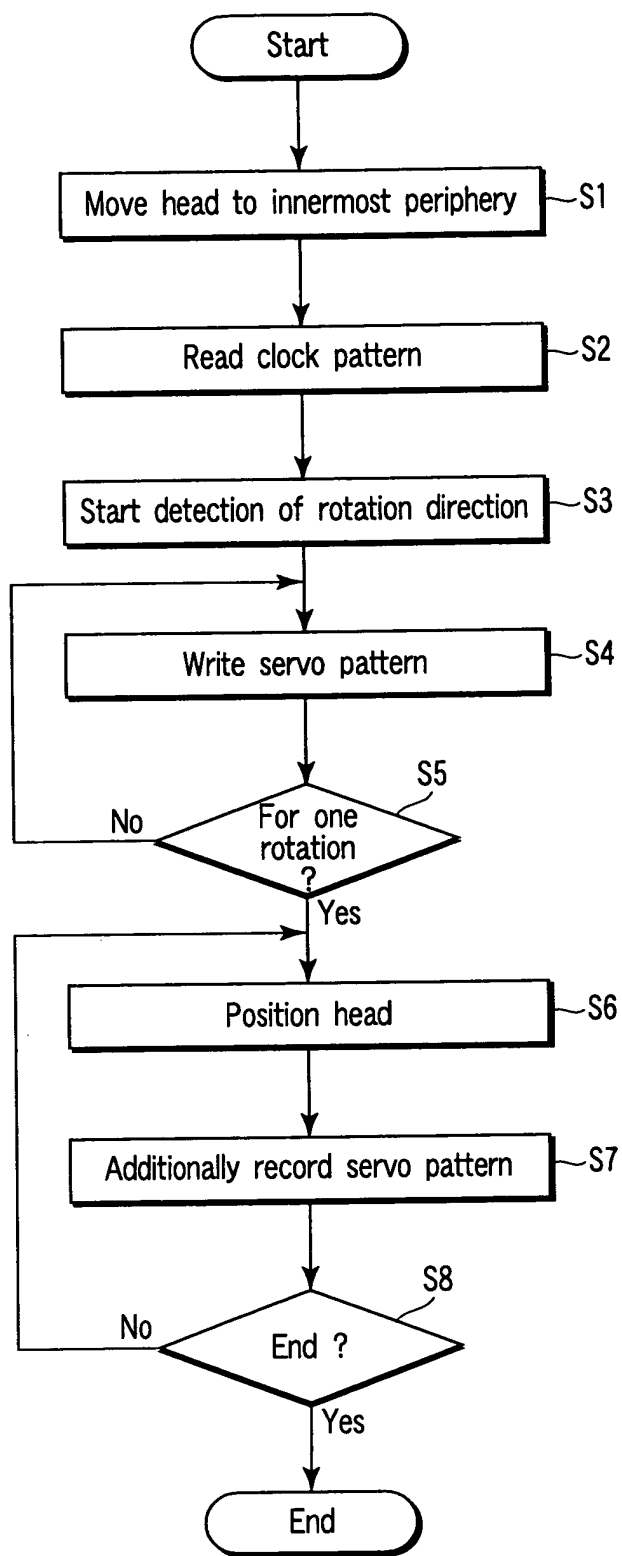 Start
Move head to innermost periphery
S1
Read clock pattern
S2
Start detection of rotation direction
S3
Write servo pattern
S4
S5
For one
rotation
?
No
Yes
Position head
S6
Additionally record servo pattern
S7
S8
End ?
No
Yes
End